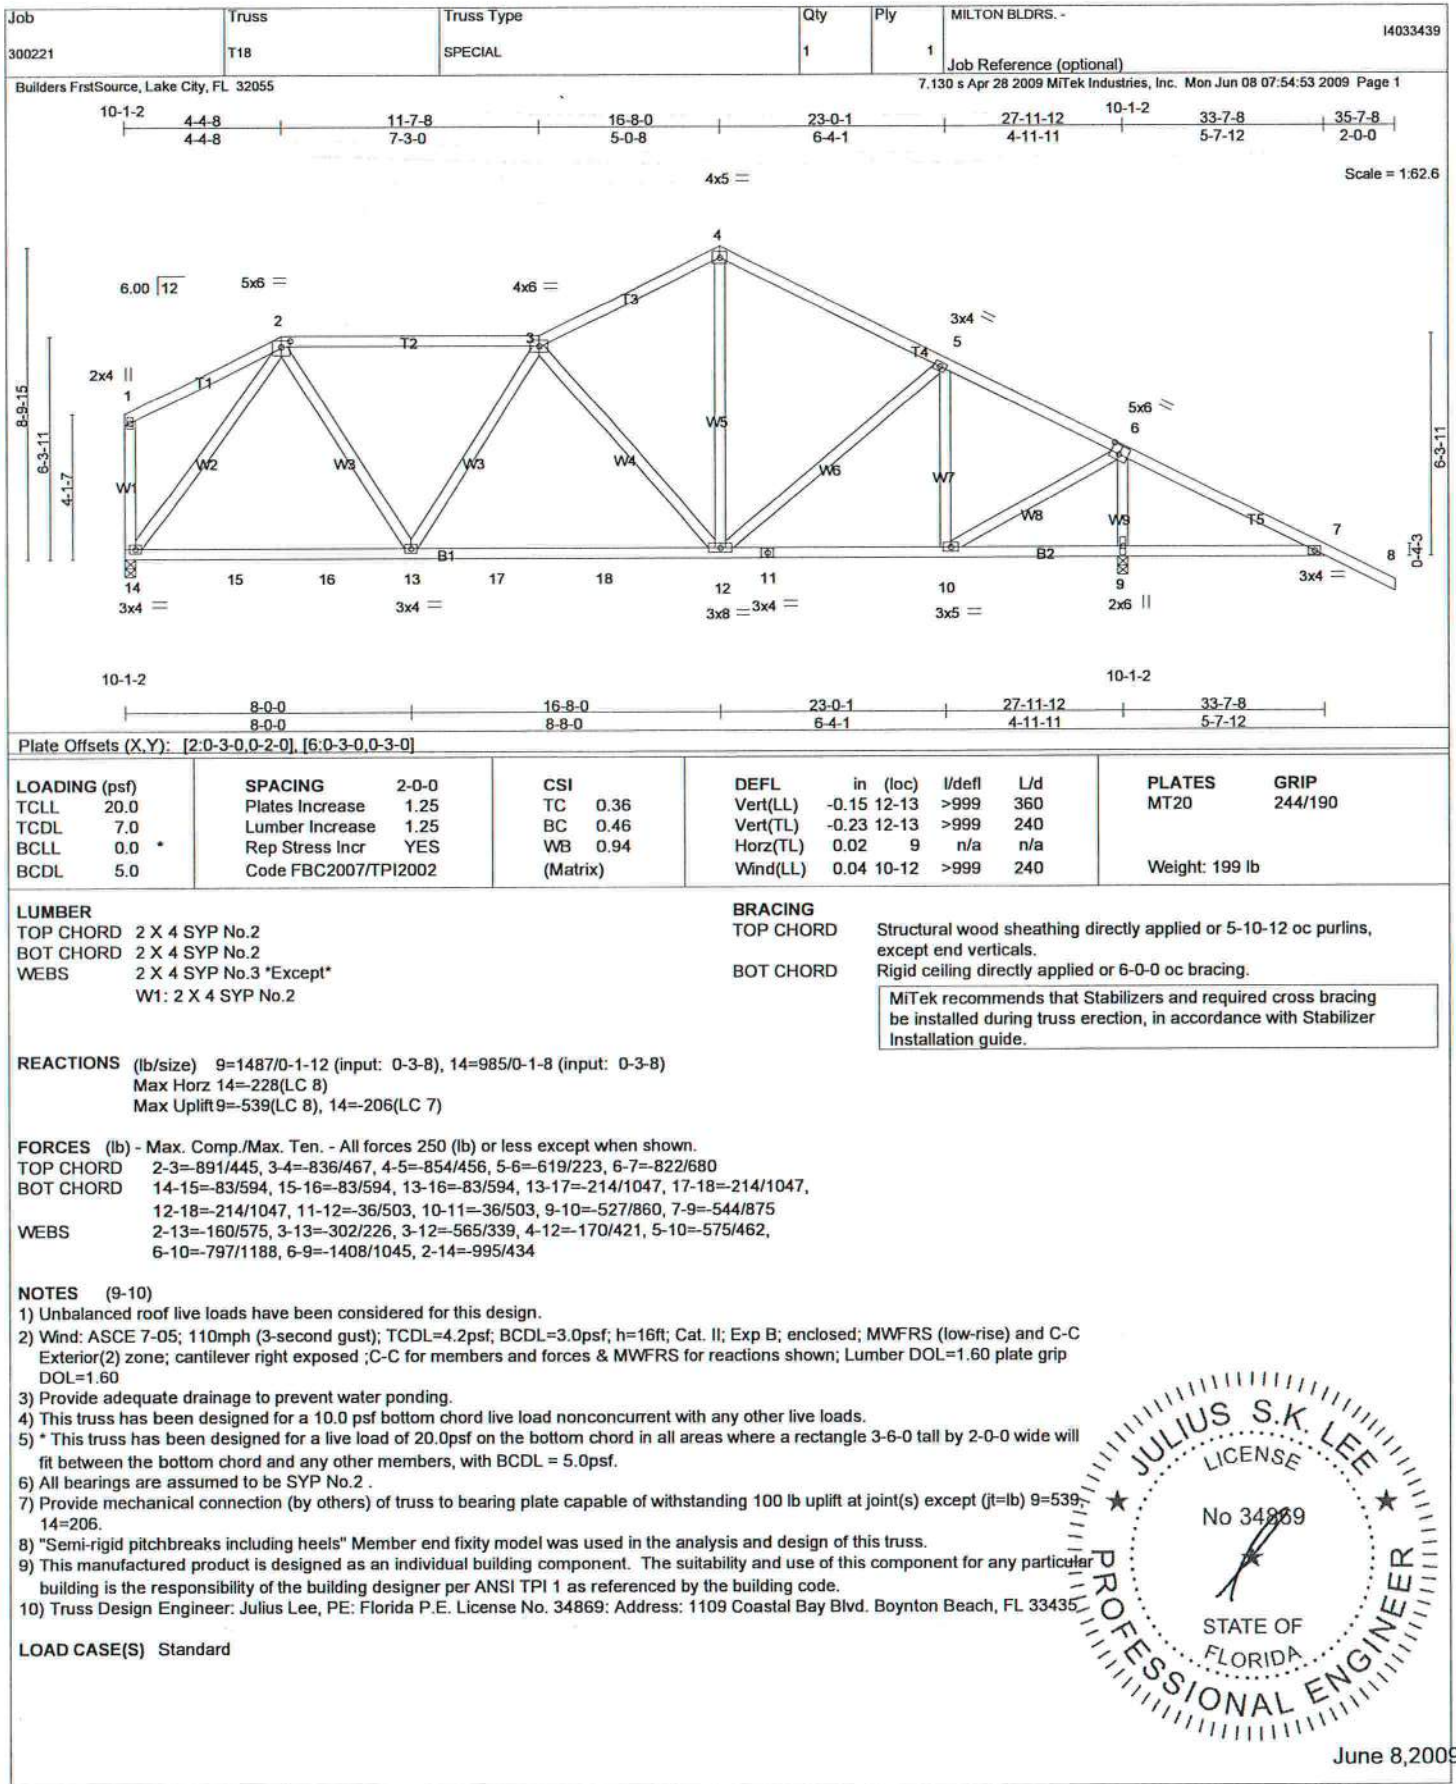 Job Truss Truss Type Qty Ply MILTON BLDRS. - I4033439
300221 T18 SPECIAL 1 1
Job Reference (optional)
Builders FrstSource, Lake City, FL 32055 7.130 s Apr 28 2009 MiTek Industries, Inc. Mon Jun 08 07:54:53 2009 Page 1
10-1-2 4-4-8 11-7-8 16-8-0 23-0-1 27-11-12 10-1-2 33-7-8 35-7-8
4-4-8 7-3-0 5-0-8 6-4-1 4-11-11 5-7-12 2-0-0
Scale = 1:62.6
4x5 =
4
6.00 12 5x6 = 4x6 =
T3
3x4
2 3 5
T2 T4
2x4 ||
T1
1
5x6
6
8-9-15
6-3-11
4-1-7
W1 W2 W3 W3 W4 W5 W6 W7 W8 W9 T5
6-3-11
0-4-3
7
8
B1 B2
14 15 16 13 17 18 12 11 10 9
3x4 = 3x4 = 3x8 = 3x4 = 3x5 = 2x6 || 3x4 =
10-1-2 10-1-2
8-0-0 16-8-0 23-0-1 27-11-12 33-7-8
8-0-0 8-8-0 6-4-1 4-11-11 5-7-12
Plate Offsets (X,Y): [2:0-3-0,0-2-0], [6:0-3-0,0-3-0]
LOADING (psf) SPACING 2-0-0 CSI DEFL in (loc) l/defl L/d PLATES GRIP
TCLL 20.0 Plates Increase 1.25 TC 0.36 Vert(LL) -0.15 12-13 >999 360 MT20 244/190
TCDL 7.0 Lumber Increase 1.25 BC 0.46 Vert(TL) -0.23 12-13 >999 240
BCLL 0.0 * Rep Stress Incr YES WB 0.94 Horz(TL) 0.02 9 n/a n/a
BCDL 5.0 Code FBC2007/TPI2002 (Matrix) Wind(LL) 0.04 10-12 >999 240 Weight: 199 lb
LUMBER
TOP CHORD 2 X 4 SYP No.2
BOT CHORD 2 X 4 SYP No.2
WEBS 2 X 4 SYP No.3 *Except*
W1: 2 X 4 SYP No.2
BRACING
TOP CHORD Structural wood sheathing directly applied or 5-10-12 oc purlins,
except end verticals.
BOT CHORD Rigid ceiling directly applied or 6-0-0 oc bracing.
MiTek recommends that Stabilizers and required cross bracing
be installed during truss erection, in accordance with Stabilizer
Installation guide.
REACTIONS (lb/size) 9=1487/0-1-12 (input: 0-3-8), 14=985/0-1-8 (input: 0-3-8)
Max Horz 14=-228(LC 8)
Max Uplift9=-539(LC 8), 14=-206(LC 7)
FORCES (lb) - Max. Comp./Max. Ten. - All forces 250 (lb) or less except when shown.
TOP CHORD 2-3=-891/445, 3-4=-836/467, 4-5=-854/456, 5-6=-619/223, 6-7=-822/680
BOT CHORD 14-15=-83/594, 15-16=-83/594, 13-16=-83/594, 13-17=-214/1047, 17-18=-214/1047,
12-18=-214/1047, 11-12=-36/503, 10-11=-36/503, 9-10=-527/860, 7-9=-544/875
WEBS 2-13=-160/575, 3-13=-302/226, 3-12=-565/339, 4-12=-170/421, 5-10=-575/462,
6-10=-797/1188, 6-9=-1408/1045, 2-14=-995/434
NOTES (9-10)
1) Unbalanced roof live loads have been considered for this design.
2) Wind: ASCE 7-05; 110mph (3-second gust); TCDL=4.2psf; BCDL=3.0psf; h=16ft; Cat. II; Exp B; enclosed; MWFRS (low-rise) and C-C
Exterior(2) zone; cantilever right exposed ;C-C for members and forces & MWFRS for reactions shown; Lumber DOL=1.60 plate grip
DOL=1.60
3) Provide adequate drainage to prevent water ponding.
4) This truss has been designed for a 10.0 psf bottom chord live load nonconcurrent with any other live loads.
5) * This truss has been designed for a live load of 20.0psf on the bottom chord in all areas where a rectangle 3-6-0 tall by 2-0-0 wide will
fit between the bottom chord and any other members, with BCDL = 5.0psf.
6) All bearings are assumed to be SYP No.2 .
7) Provide mechanical connection (by others) of truss to bearing plate capable of withstanding 100 lb uplift at joint(s) except (jt=lb) 9=539,
14=206.
8) "Semi-rigid pitchbreaks including heels" Member end fixity model was used in the analysis and design of this truss.
9) This manufactured product is designed as an individual building component. The suitability and use of this component for any particular
building is the responsibility of the building designer per ANSI TPI 1 as referenced by the building code.
10) Truss Design Engineer: Julius Lee, PE: Florida P.E. License No. 34869: Address: 1109 Coastal Bay Blvd. Boynton Beach, FL 33435
LOAD CASE(S) Standard
JULIUS S.K. LEE
LICENSE
No 34869
STATE OF
FLORIDA
PROFESSIONAL ENGINEER
June 8,2009